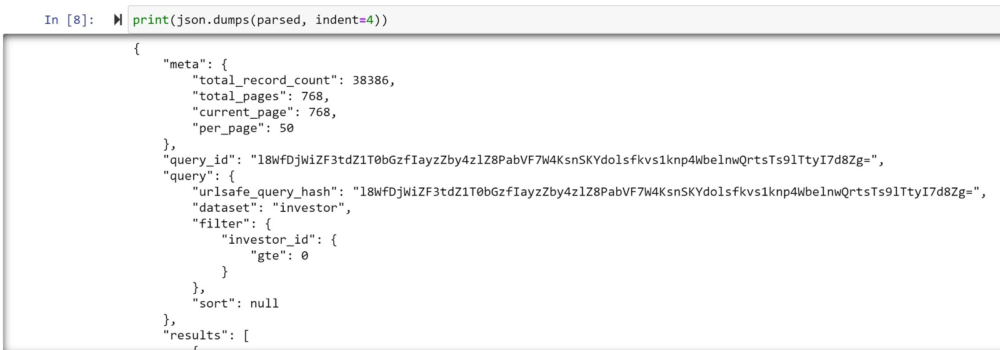 In [8]: print(json.dumps(parsed, indent=4))
{
    "meta": {
        "total_record_count": 38386,
        "total_pages": 768,
        "current_page": 768,
        "per_page": 50
    },
    "query_id": "l8WfDjWiZF3tdZ1T0bGzfIayzZby4zlZ8PabVF7W4KsnSKYdolsfkvs1knp4WbelnwQrtsTs9lTtyI7d8Zg=",
    "query": {
        "urlsafe_query_hash": "l8WfDjWiZF3tdZ1T0bGzfIayzZby4zlZ8PabVF7W4KsnSKYdolsfkvs1knp4WbelnwQrtsTs9lTtyI7d8Zg=",
        "dataset": "investor",
        "filter": {
            "investor_id": {
                "gte": 0
            }
        },
        "sort": null
    },
    "results": [
        {